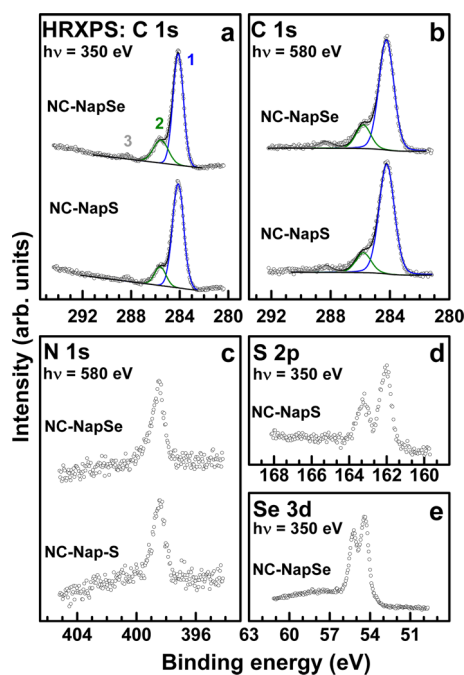 HRXPS: C 1s
a
hν = 350 eV
1
NC-NapSe
2
3
NC-NapS
292
288
284
280
C 1s
b
hν = 580 eV
NC-NapSe
NC-NapS
292
288
284
280
Intensity (arb. units)
N 1s
c
hν = 580 eV
NC-NapSe
NC-Nap-S
404
400
396
S 2p
d
hν = 350 eV
NC-NapS
168
166
164
162
160
Se 3d
e
hν = 350 eV
NC-NapSe
63
60
57
54
51
Binding energy (eV)